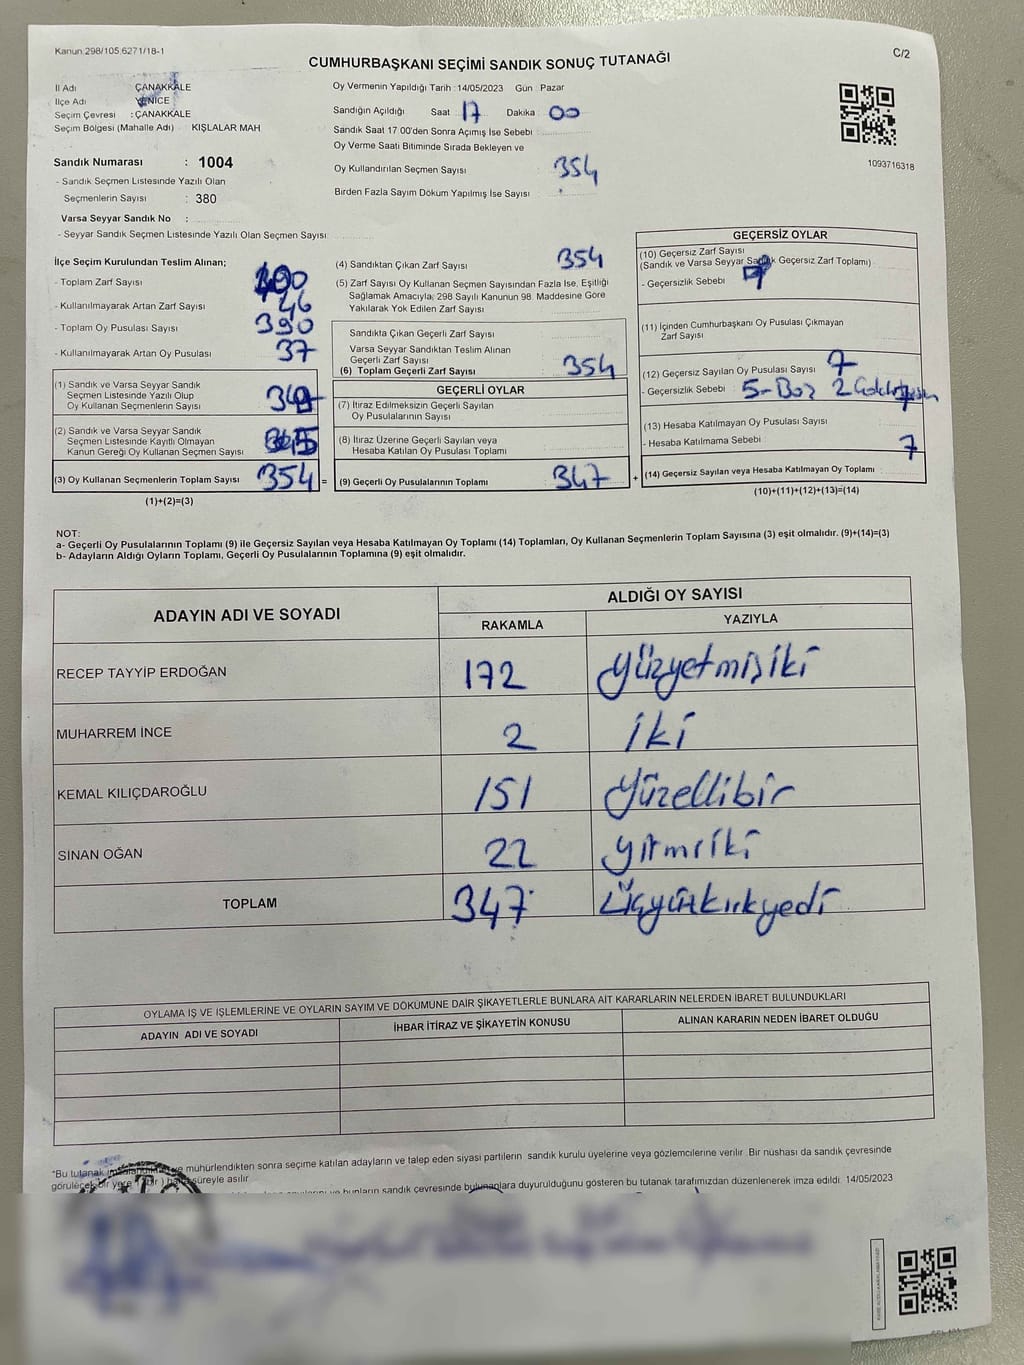 Kanun:298/105,6271/18-1
C/2
CUMHURBAŞKANI SEÇİMİ SANDIK SONUÇ TUTANAĞI
İl Adı ÇANAKKALE
İlçe Adı YENİCE
Seçim Çevresi : ÇANAKKALE
Seçim Bölgesi (Mahalle Adı) KIŞLALAR MAH
Sandık Numarası : 1004
- Sandık Seçmen Listesinde Yazılı Olan
Seçmenlerin Sayısı : 380
Varsa Seyyar Sandık No :
- Seyyar Sandık Seçmen Listesinde Yazılı Olan Seçmen Sayısı
Oy Vermenin Yapıldığı Tarih : 14/05/2023 Gün Pazar
Sandığın Açıldığı Saat 17 Dakika 00
Sandık Saat 17 00'den Sonra Açılmış İse Sebebi
Oy Verme Saati Bitiminde Sırada Bekleyen ve
Oy Kullandırılan Seçmen Sayısı 354
Birden Fazla Sayım Döküm Yapılmış İse Sayısı
1093716318
İlçe Seçim Kurulundan Teslim Alınan;
- Toplam Zarf Sayısı
- Kullanılmayarak Artan Zarf Sayısı 46
- Toplam Oy Pusulası Sayısı 390
- Kullanılmayarak Artan Oy Pusulası 37
(1) Sandık ve Varsa Seyyar Sandık
Seçmen Listesinde Yazılı Olup
Oy Kullanan Seçmenlerin Sayısı
(2) Sandık ve Varsa Seyyar Sandık
Seçmen Listesinde Kayıtlı Olmayan
Kanun Gereği Oy Kullanan Seçmen Sayısı
(3) Oy Kullanan Seçmenlerin Toplam Sayısı 354 =
(1)+(2)=(3)
(4) Sandıktan Çıkan Zarf Sayısı 354
(5) Zarf Sayısı Oy Kullanan Seçmen Sayısından Fazla İse, Eşitliği
Sağlamak Amacıyla; 298 Sayılı Kanunun 98. Maddesine Göre
Yakılarak Yok Edilen Zarf Sayısı
Sandıkta Çıkan Geçerli Zarf Sayısı
Varsa Seyyar Sandıktan Teslim Alınan
Geçerli Zarf Sayısı
(6) Toplam Geçerli Zarf Sayısı 354
GEÇERLİ OYLAR
(7) İtiraz Edilmeksizin Geçerli Sayılan
Oy Pusulalarının Sayısı
(8) İtiraz Üzerine Geçerli Sayılan veya
Hesaba Katılan Oy Pusulası Toplamı
(9) Geçerli Oy Pusulalarının Toplamı 347 +
GEÇERSİZ OYLAR
(10) Geçersiz Zarf Sayısı
(Sandık ve Varsa Seyyar Sandık Geçersiz Zarf Toplamı)
- Geçersizlik Sebebi
(11) İçinden Cumhurbaşkanı Oy Pusulası Çıkmayan
Zarf Sayısı
(12) Geçersiz Sayılan Oy Pusulası Sayısı 7
- Geçersizlik Sebebi : 5-Boş 2
(13) Hesaba Katılmayan Oy Pusulası Sayısı
- Hesaba Katılmama Sebebi 7
(14) Geçersiz Sayılan veya Hesaba Katılmayan Oy Toplamı
(10)+(11)+(12)+(13)=(14)
NOT:
a- Geçerli Oy Pusulalarının Toplamı (9) ile Geçersiz Sayılan veya Hesaba Katılmayan Oy Toplamı (14) Toplamları, Oy Kullanan Seçmenlerin Toplam Sayısına (3) eşit olmalıdır. (9)+(14)=(3)
b- Adayların Aldığı Oyların Toplamı, Geçerli Oy Pusulalarının Toplamına (9) eşit olmalıdır.
ADAYIN ADI VE SOYADI ALDIĞI OY SAYISI
RAKAMLA YAZIYLA
RECEP TAYYİP ERDOĞAN 172 yüzyetmişiki
MUHARREM İNCE 2 iki
KEMAL KILIÇDAROĞLU 151 yüzellibir
SİNAN OĞAN 22 yirmiiki
TOPLAM 347 üçyüzkırkyedi
OYLAMA İŞ VE İŞLEMLERİNE VE OYLARIN SAYIM VE DÖKÜMÜNE DAİR ŞİKAYETLERLE BUNLARA AİT KARARLARIN NELERDEN İBARET BULUNDUKLARI
ADAYIN ADI VE SOYADI İHBAR İTİRAZ VE ŞİKAYETİN KONUSU ALINAN KARARIN NEDEN İBARET OLDUĞU
*Bu tutanak ve mühürlendikten sonra seçime katılan adayların ve talep eden siyasi partilerin sandık kurulu üyelerine veya gözlemcilerine verilir. Bir nüshası da sandık çevresinde
görülecek bir yere süreyle asılır
bunların sandık çevresinde bulunanlara duyurulduğunu gösteren bu tutanak tarafımızdan düzenlenerek imza edildi. 14/05/2023